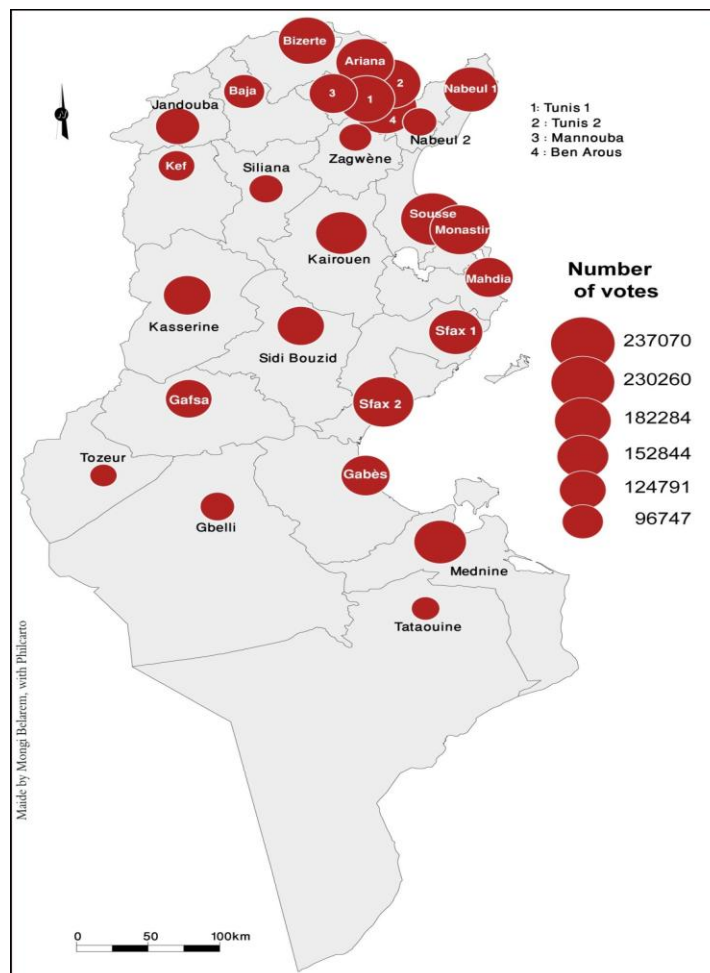 Bizerte
Ariana
2
Baja
3
1
Nabeul 1
Jandouba
4
Nabeul 2
1: Tunis 1
2 : Tunis 2
3 : Mannouba
4 : Ben Arous
Zagwène
Kef
Siliana
Sousse
Monastir
Kairouen
Mahdia
Number
of votes
Kasserine
Sfax 1
Sidi Bouzid
237070
230260
182284
152844
124791
96747
Gafsa
Sfax 2
Tozeur
Gabès
Gbelli
Mednine
Tataouine
Maide by Mongi Belarem, with Philcarto
0 50 100km